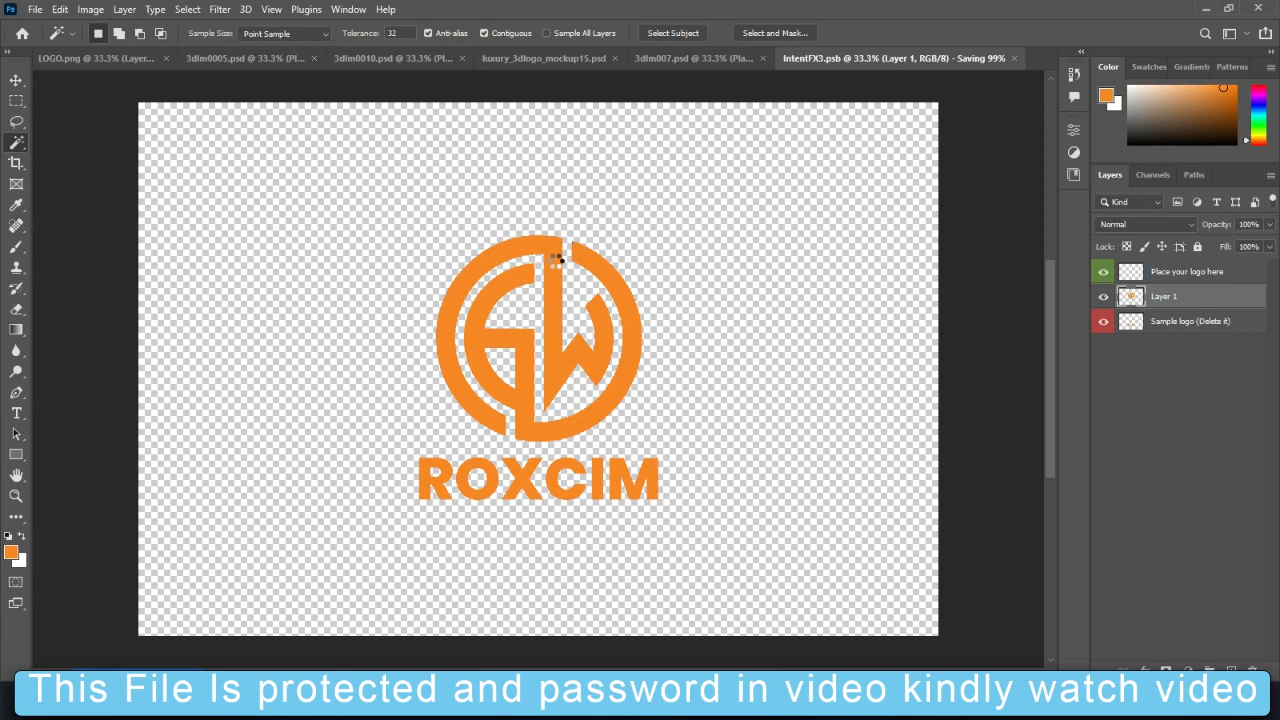 Ps File Edit Image Layer Type Select Filter 3D View Plugins Window Help
Sample Size: Point Sample Tolerance: 32 Anti-alias Contiguous Sample All Layers Select Subject Select and Mask...
LOGO.png @ 33.3% (Layer... × 3dlm0005.psd @ 33.3% (Pl... × 3dlm0010.psd @ 33.3% (Pl... × luxury_3dlogo_mockup15.psd × 3dlm007.psd @ 33.3% (Pla... × IntentFX3.psb @ 33.3% (Layer 1, RGB/8) - Saving 99% ×
Color Swatches Gradients Patterns
Layers Channels Paths
Kind
Normal Opacity: 100%
Lock: Fill: 100%
Place your logo here
Layer 1
Sample logo (Delete it)
ROXCIM
This File Is protected and password in video kindly watch video